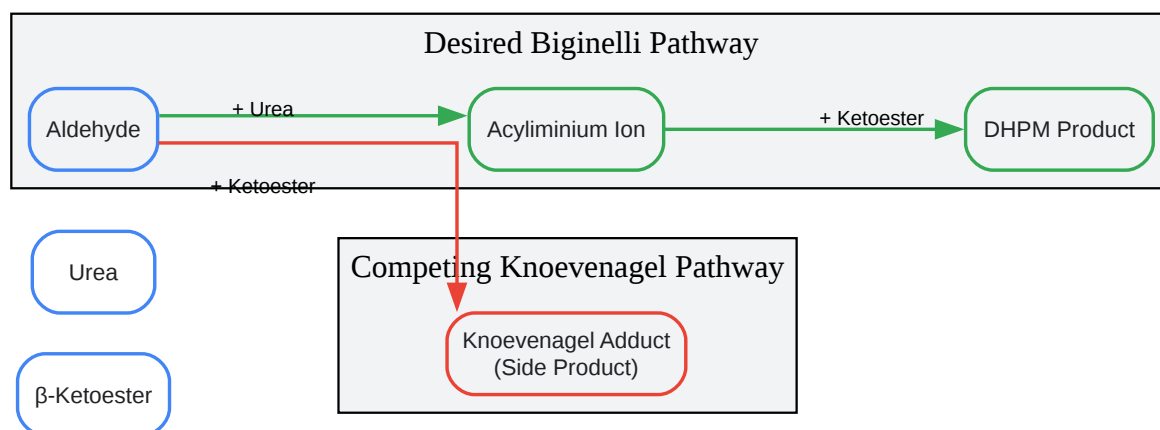 Desired Biginelli Pathway
Aldehyde
+ Urea
Acyliminium Ion
+ Ketoester
DHPM Product
+ Ketoester
Urea
Competing Knoevenagel Pathway
Knoevenagel Adduct
(Side Product)
β-Ketoester